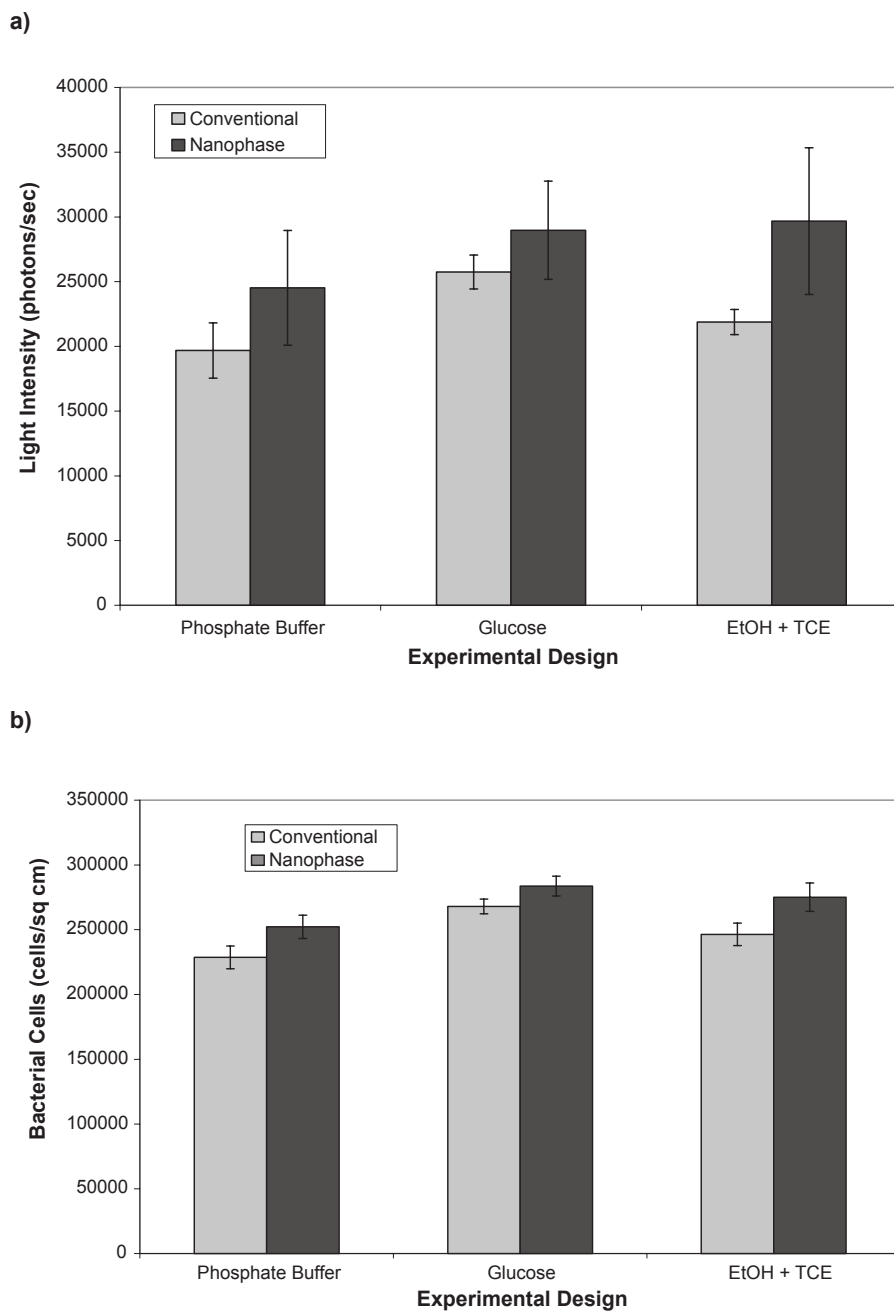 a)
40000
35000
30000
25000
20000
15000
10000
5000
0
Light Intensity (photons/sec)
Conventional
Nanophase
Phosphate Buffer Glucose EtOH + TCE
Experimental Design
b)
350000
300000
250000
200000
150000
100000
50000
0
Bacterial Cells (cells/sq cm)
Conventional
Nanophase
Phosphate Buffer Glucose EtOH + TCE
Experimental Design